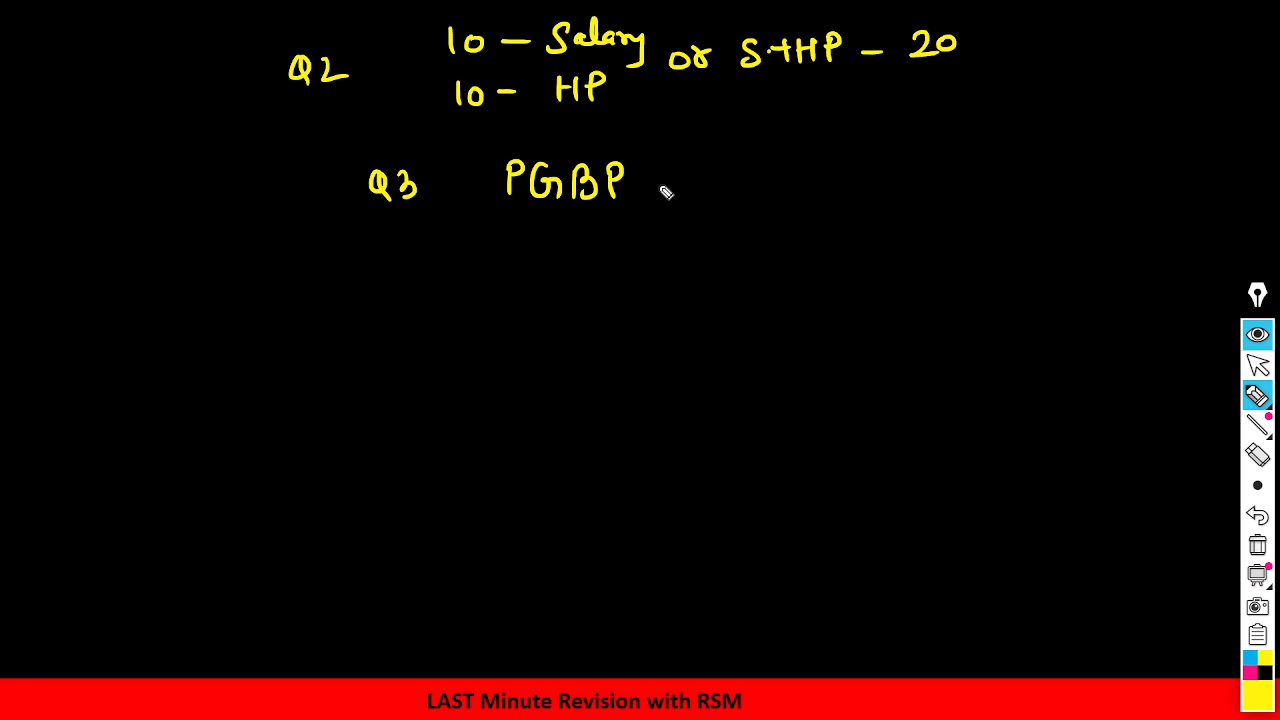 Q2 10 - Salary or S+HP - 20
10 - HP
Q3 PGBP
LAST Minute Revision with RSM